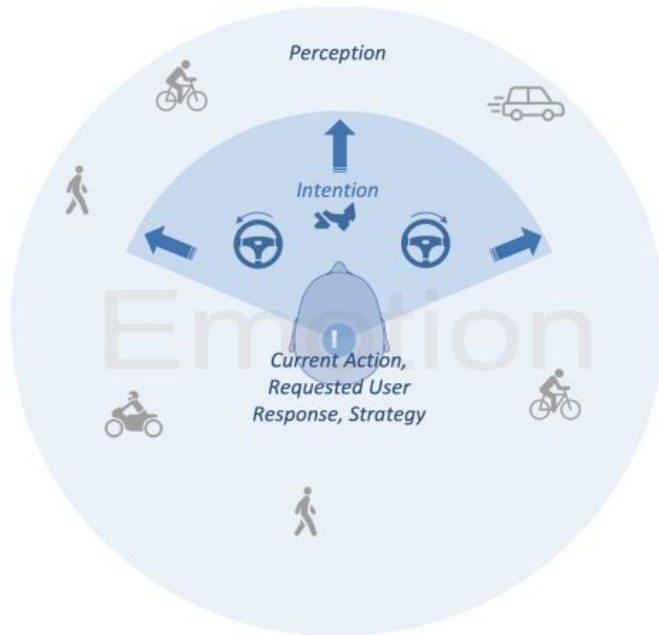 Perception
Intention
Emotion
!
Current Action,
Requested User
Response, Strategy